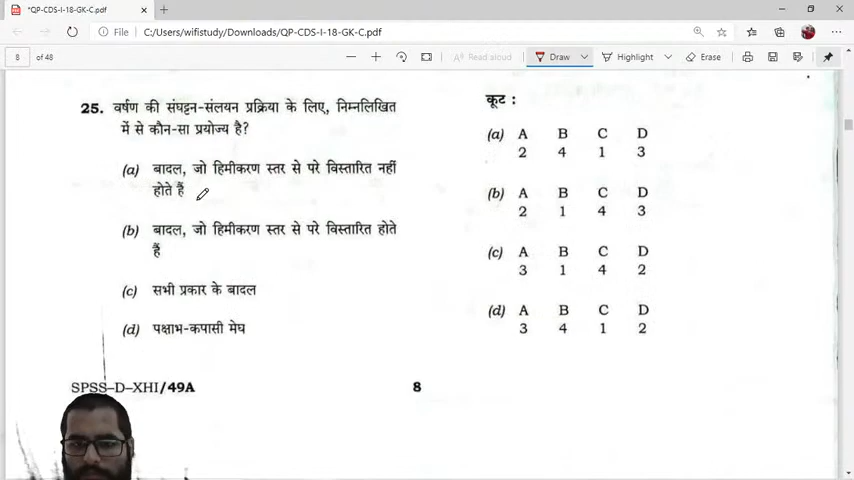 *QP-CDS-I-18-GK-C.pdf
File
C:/Users/wifistudy/Downloads/QP-CDS-I-18-GK-C.pdf
8 of 48
Read aloud
Draw
Highlight
Erase
25. वर्षण की संघट्टन-संलयन प्रक्रिया के लिए, निम्नलिखित
में से कौन-सा प्रयोज्य है?
(a) बादल, जो हिमीकरण स्तर से परे विस्तारित नहीं
होते हैं
(b) बादल, जो हिमीकरण स्तर से परे विस्तारित होते
हैं
(c) सभी प्रकार के बादल
(d) पक्षाभ-कपासी मेघ
कूट :
(a) A B C D
2 4 1 3
(b) A B C D
2 1 4 3
(c) A B C D
3 1 4 2
(d) A B C D
3 4 1 2
SPSS-D-XHI/49A
8